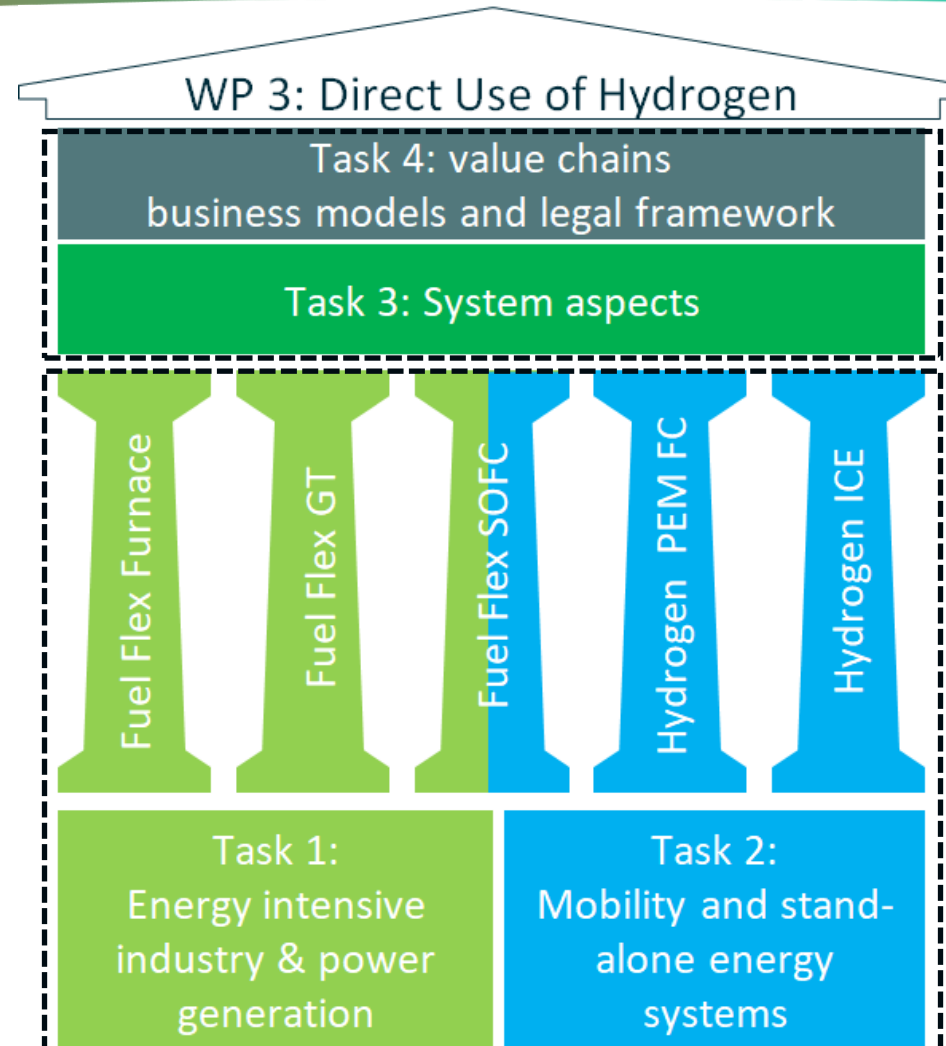 WP 3: Direct Use of Hydrogen
Task 4: value chains
business models and legal framework
Task 3: System aspects
Fuel Flex Furnace
Fuel Flex GT
Fuel Flex SOFC
Hydrogen PEM FC
Hydrogen ICE
Task 1:
Energy intensive
industry & power
generation
Task 2:
Mobility and stand-
alone energy
systems